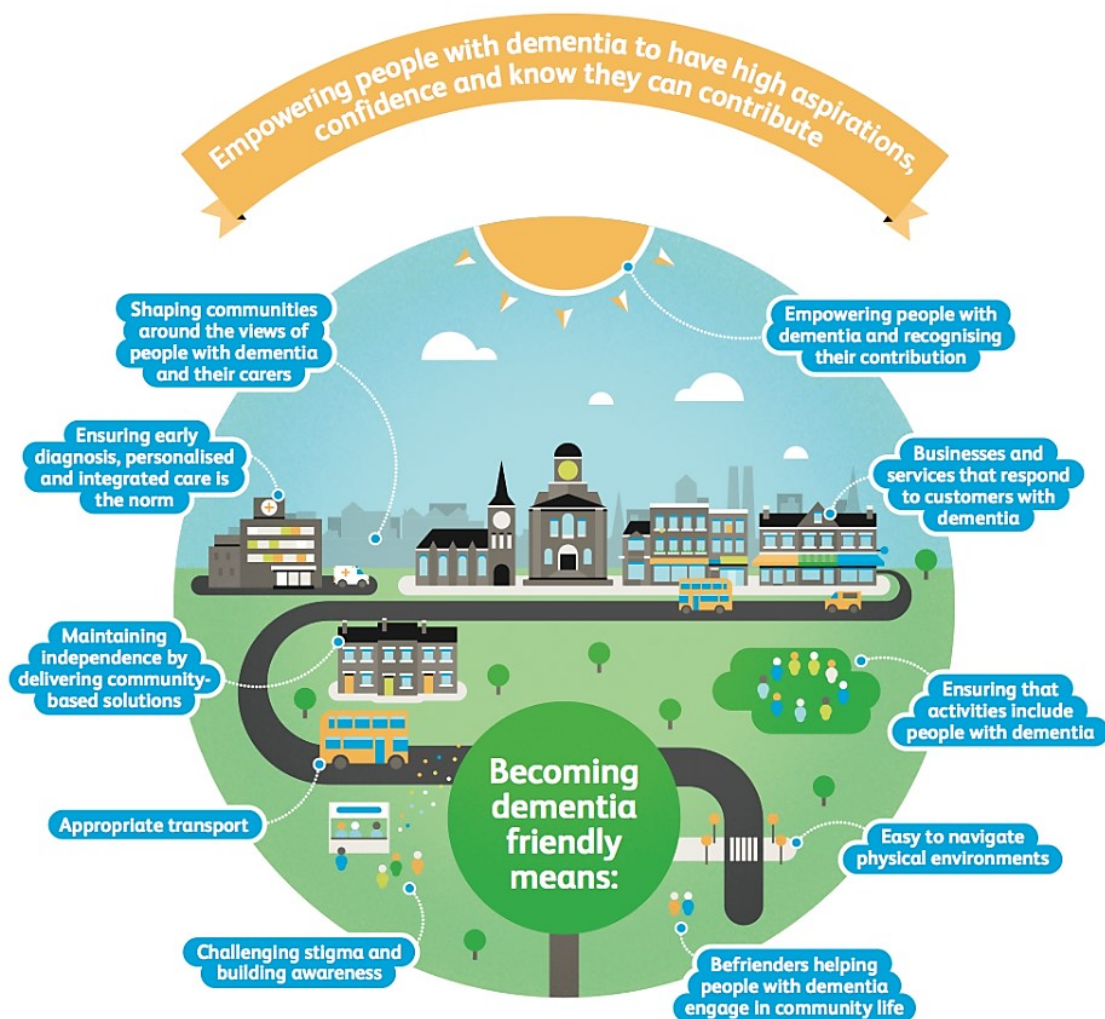 Empowering people with dementia to have high aspirations,
confidence and know they can contribute
Shaping communities
around the views of
people with dementia
and their carers
Empowering people with
dementia and recognising
their contribution
Ensuring early
diagnosis, personalised
and integrated care is
the norm
Businesses and
services that respond
to customers with
dementia
Maintaining
independence by
delivering community-
based solutions
Ensuring that
activities include
people with dementia
Appropriate transport
Becoming
dementia
friendly
means:
Easy to navigate
physical environments
Challenging stigma and
building awareness
Befrienders helping
people with dementia
engage in community life